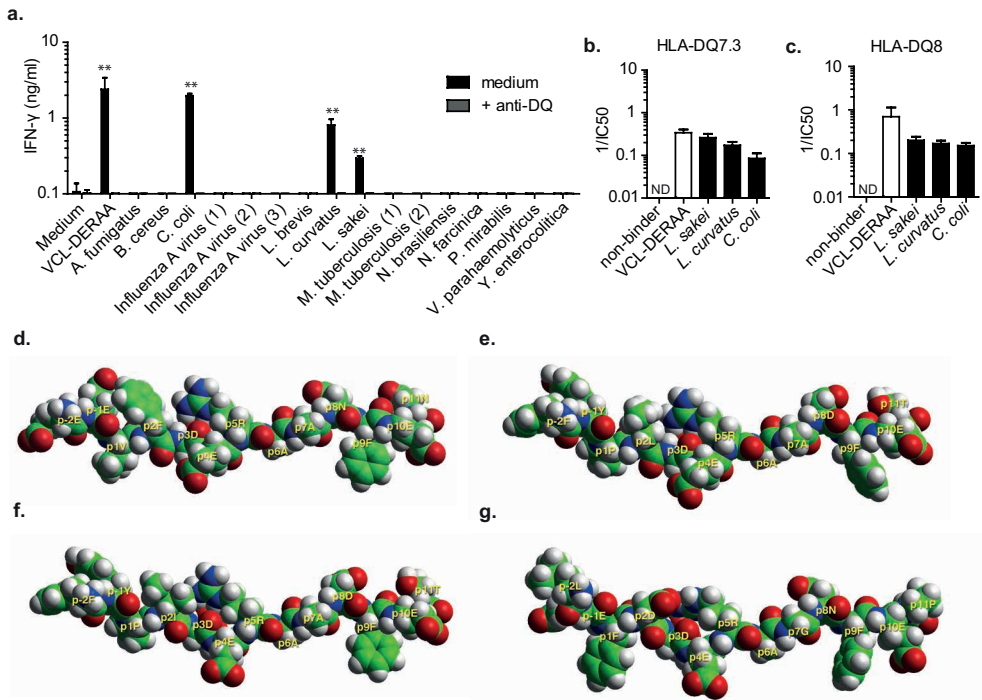 a.
IFN-γ (ng/ml)
10
1
0.1
**
**
**
**
medium
+ anti-DQ
Medium
VCL-DERAA
A. fumigatus
B. cereus
C. coli
Influenza A virus (1)
Influenza A virus (2)
Influenza A virus (3)
L. brevis
L. curvatus
L. sakei
M. tuberculosis (1)
M. tuberculosis (2)
N. brasiliensis
N. farcinica
P. mirabilis
V. parahaemolyticus
Y. enterocolitica
b.
HLA-DQ7.3
1/IC50
10
1
0.1
0.01
ND
non-binder
VCL-DERAA
L. sakei
L. curvatus
C. coli
c.
HLA-DQ8
1/IC50
10
1
0.1
0.01
ND
non-binder
VCL-DERAA
L. sakei
L. curvatus
C. coli
d.
p-2E
p-1E
p1V
p2F
p3D
p4E
p5R
p6A
p7A
p8N
p9F
p10E
p11N
e.
p-2F
p-1Y
p1P
p2L
p3D
p4E
p5R
p6A
p7A
p8D
p9F
p10E
p11T
f.
p-2F
p-1Y
p1P
p2I
p3D
p4E
p5R
p6A
p7A
p8D
p9F
p10E
p11T
g.
p-2L
p-1E
p1F
p2D
p3D
p4E
p5R
p6A
p7G
p8N
p9F
p10E
p11P